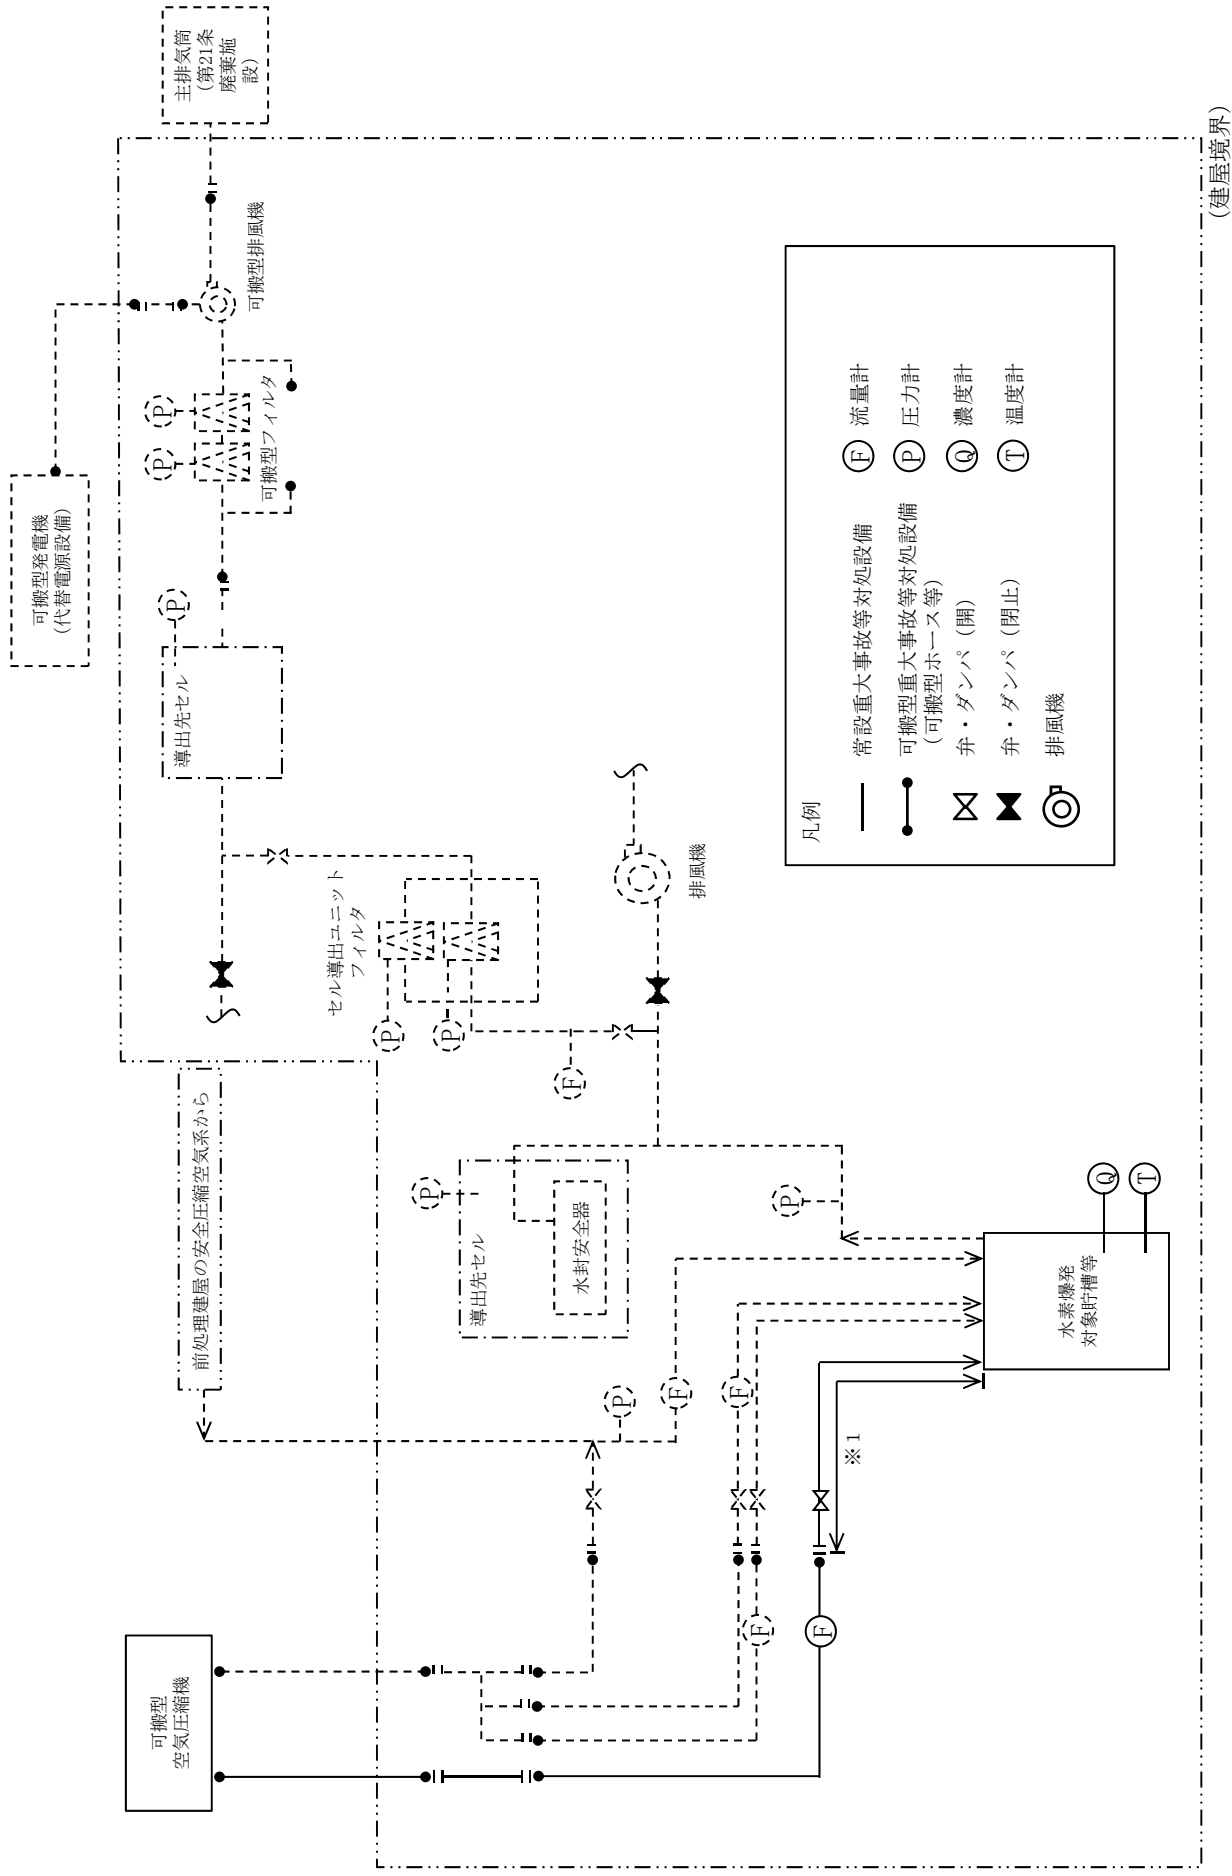 可搬型発電機
(代替電源設備)
主排気筒
(第21条
廃棄施
設)
可搬型排風機
P
P
可搬型フィルタ
P
導出先セル
セル導出ユニット
フィルタ
P
P
F
排風機
前処理建屋の安全圧縮空気系から
P
導出先セル
水封安全器
P
P
F
F
F
F
※1
可搬型
空気圧縮機
水素爆発
対象貯槽等
Q
T
凡例
常設重大事故等対処設備
可搬型重大事故等対処設備
(可搬型ホース等)
弁・ダンパ(開)
弁・ダンパ(閉止)
排風機
F 流量計
P 圧力計
Q 濃度計
T 温度計
(建屋境界)